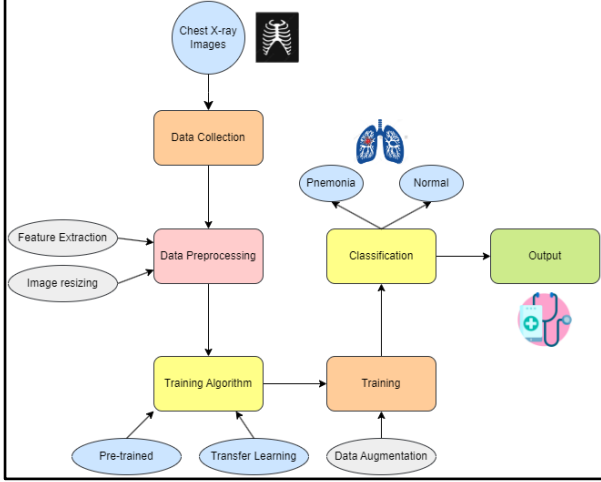 Chest X-ray
Images
Data Collection
Pnemonia
Normal
Feature Extraction
Data Preprocessing
Classification
Output
Image resizing
Training Algorithm
Training
Pre-trained
Transfer Learning
Data Augmentation